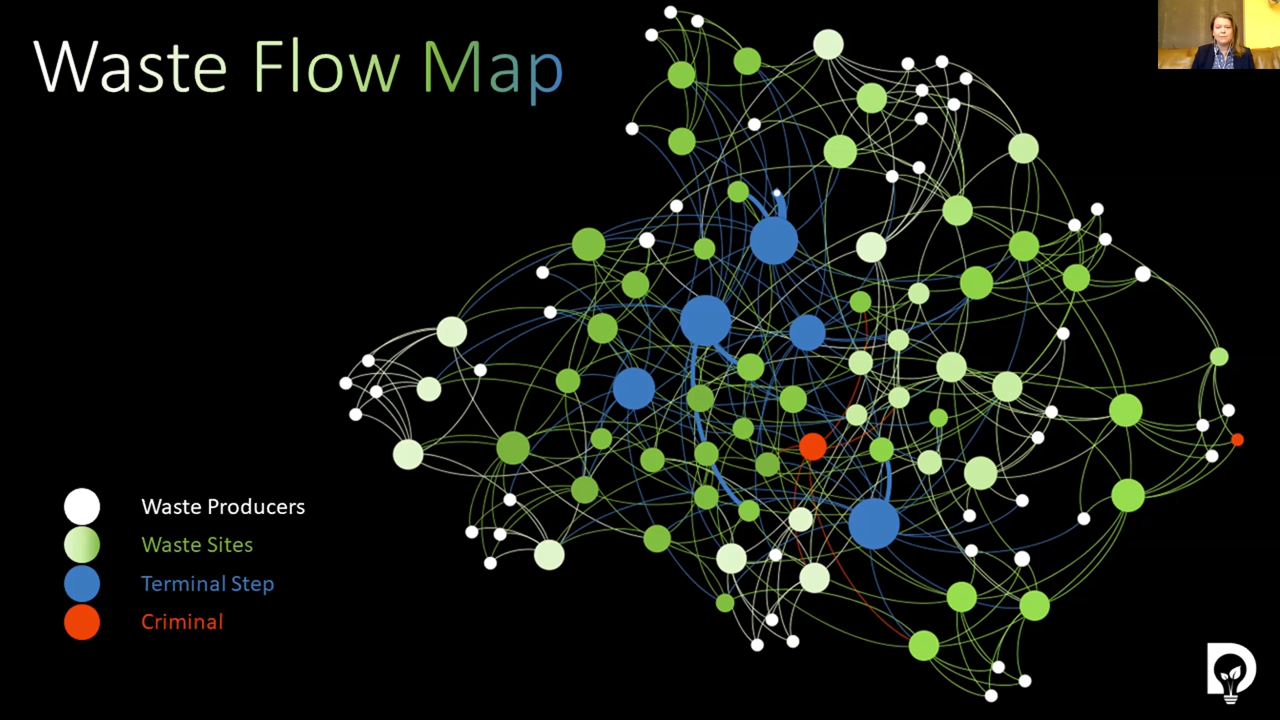 Waste Flow Map
Waste Producers
Waste Sites
Terminal Step
Criminal